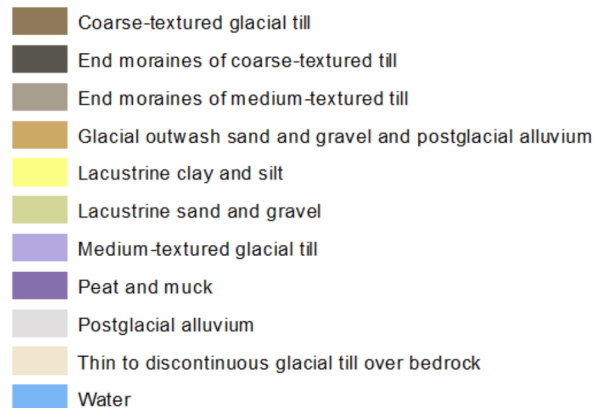 Coarse-textured glacial till
End moraines of coarse-textured till
End moraines of medium-textured till
Glacial outwash sand and gravel and postglacial alluvium
Lacustrine clay and silt
Lacustrine sand and gravel
Medium-textured glacial till
Peat and muck
Postglacial alluvium
Thin to discontinuous glacial till over bedrock
Water